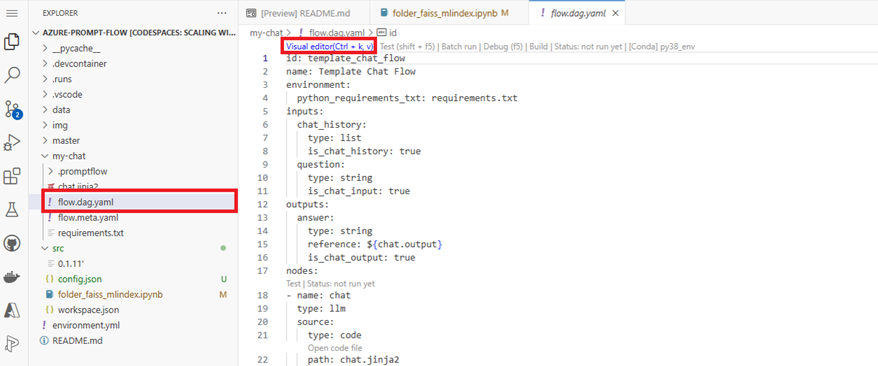 EXPLORER
···
AZURE-PROMPT-FLOW [CODESPACES: SCALING WI...
__pycache__
.devcontainer
.runs
.vscode
data
img
master
my-chat
.promptflow
chat.jinja2
flow.dag.yaml
flow.meta.yaml
requirements.txt
src
0.1.11'
config.json U
folder_faiss_mlindex.ipynb M
workspace.json
environment.yml
README.md
2
[Preview] README.md
folder_faiss_mlindex.ipynb M
flow.dag.yaml
my-chat > flow.dag.yaml > id
Visual editor(Ctrl + k, v) | Test (shift + f5) | Batch run | Debug (f5) | Build | Status: not run yet | [Conda] py38_env
1 id: template_chat_flow
2 name: Template Chat Flow
3 environment:
4 python_requirements_txt: requirements.txt
5 inputs:
6 chat_history:
7 type: list
8 is_chat_history: true
9 question:
10 type: string
11 is_chat_input: true
12 outputs:
13 answer:
14 type: string
15 reference: ${chat.output}
16 is_chat_output: true
17 nodes:
Test | Status: not run yet
18 - name: chat
19 type: llm
20 source:
21 type: code
Open code file
22 path: chat.jinja2